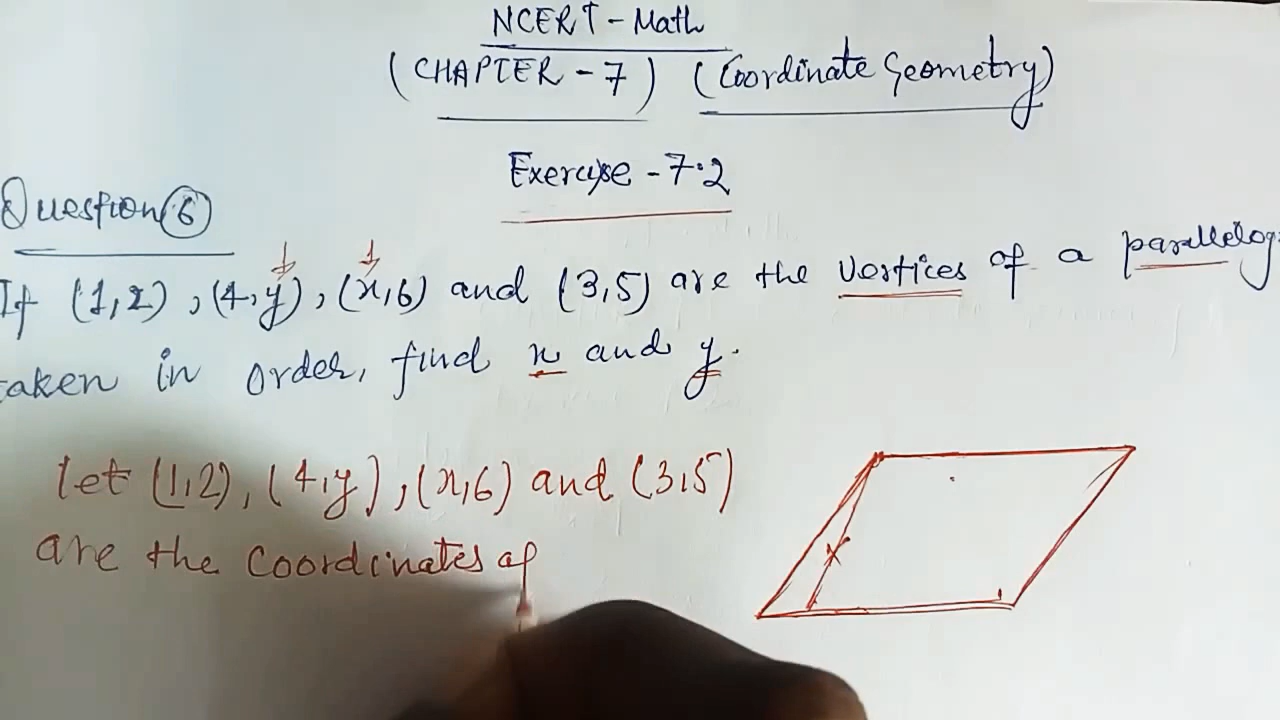 NCERT - Math
(CHAPTER - 7) (Coordinate Geometry)
Exercise - 7.2
Question 6
If (1,2), (4,y), (x,6) and (3,5) are the vertices of a parallelog
taken in order, find x and y.
let (1,2), (4,y), (x,6) and (3,5)
are the coordinates of